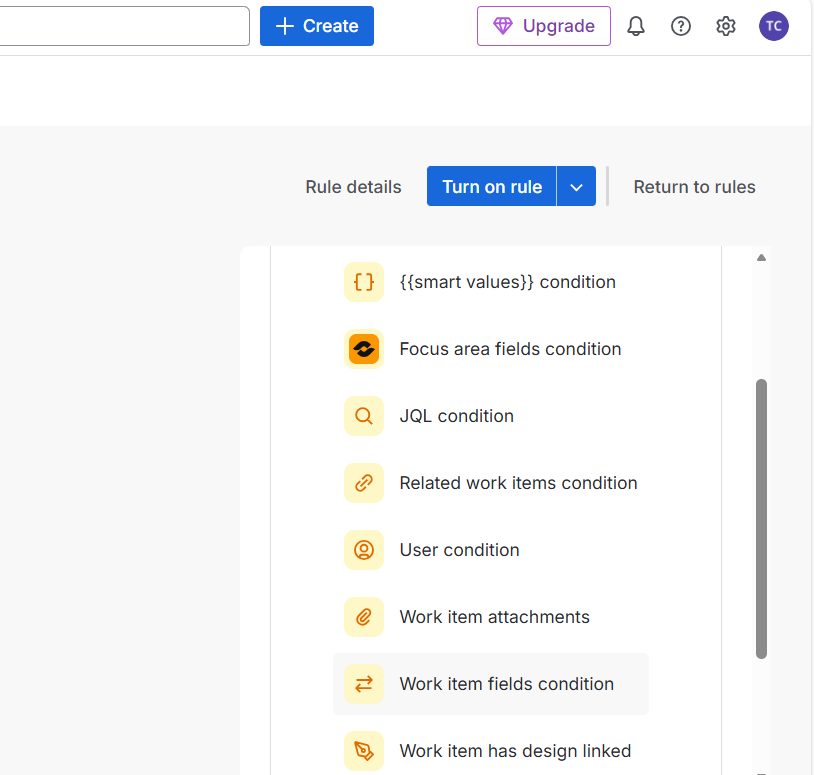 Create
Upgrade
TC
Rule details
Turn on rule
Return to rules
{{smart values}} condition
Focus area fields condition
JQL condition
Related work items condition
User condition
Work item attachments
Work item fields condition
Work item has design linked